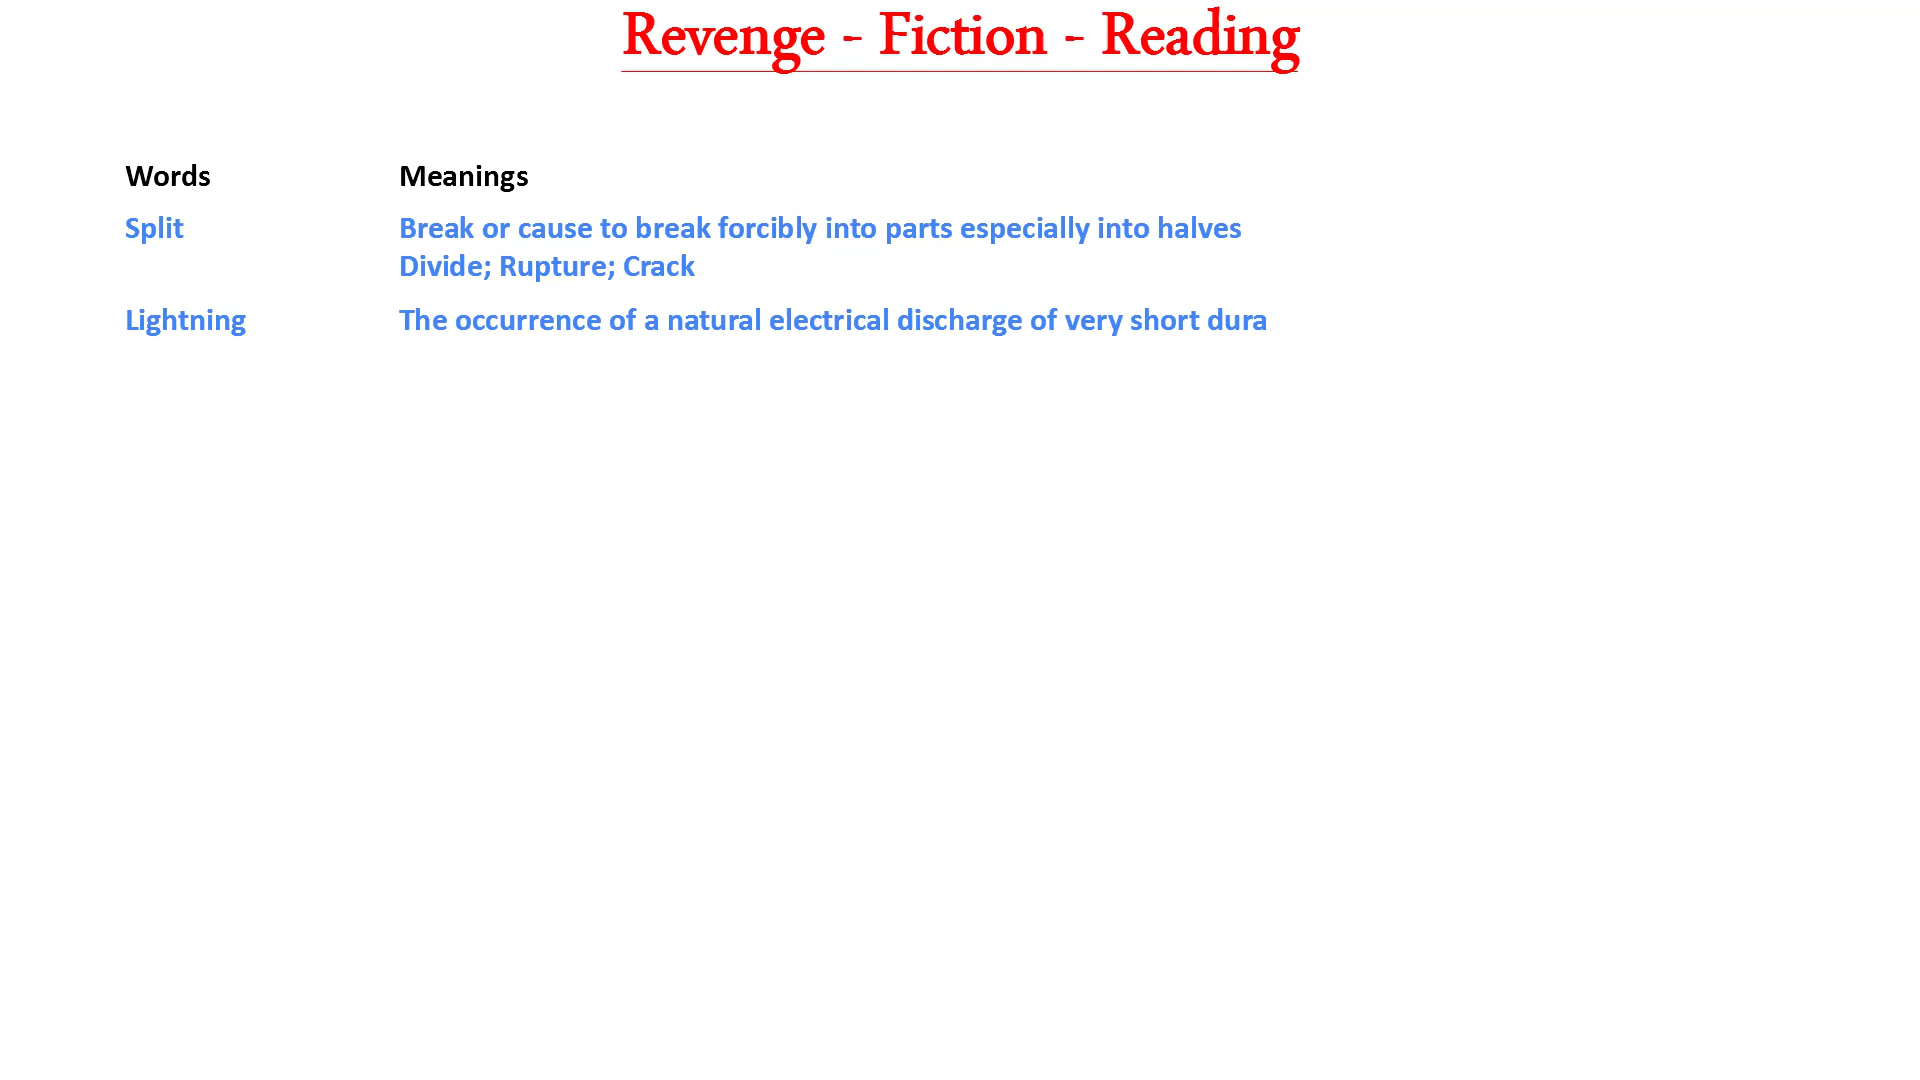 Revenge - Fiction - Reading
Words Meanings
Split Break or cause to break forcibly into parts especially into halves
Divide; Rupture; Crack
Lightning The occurrence of a natural electrical discharge of very short dura